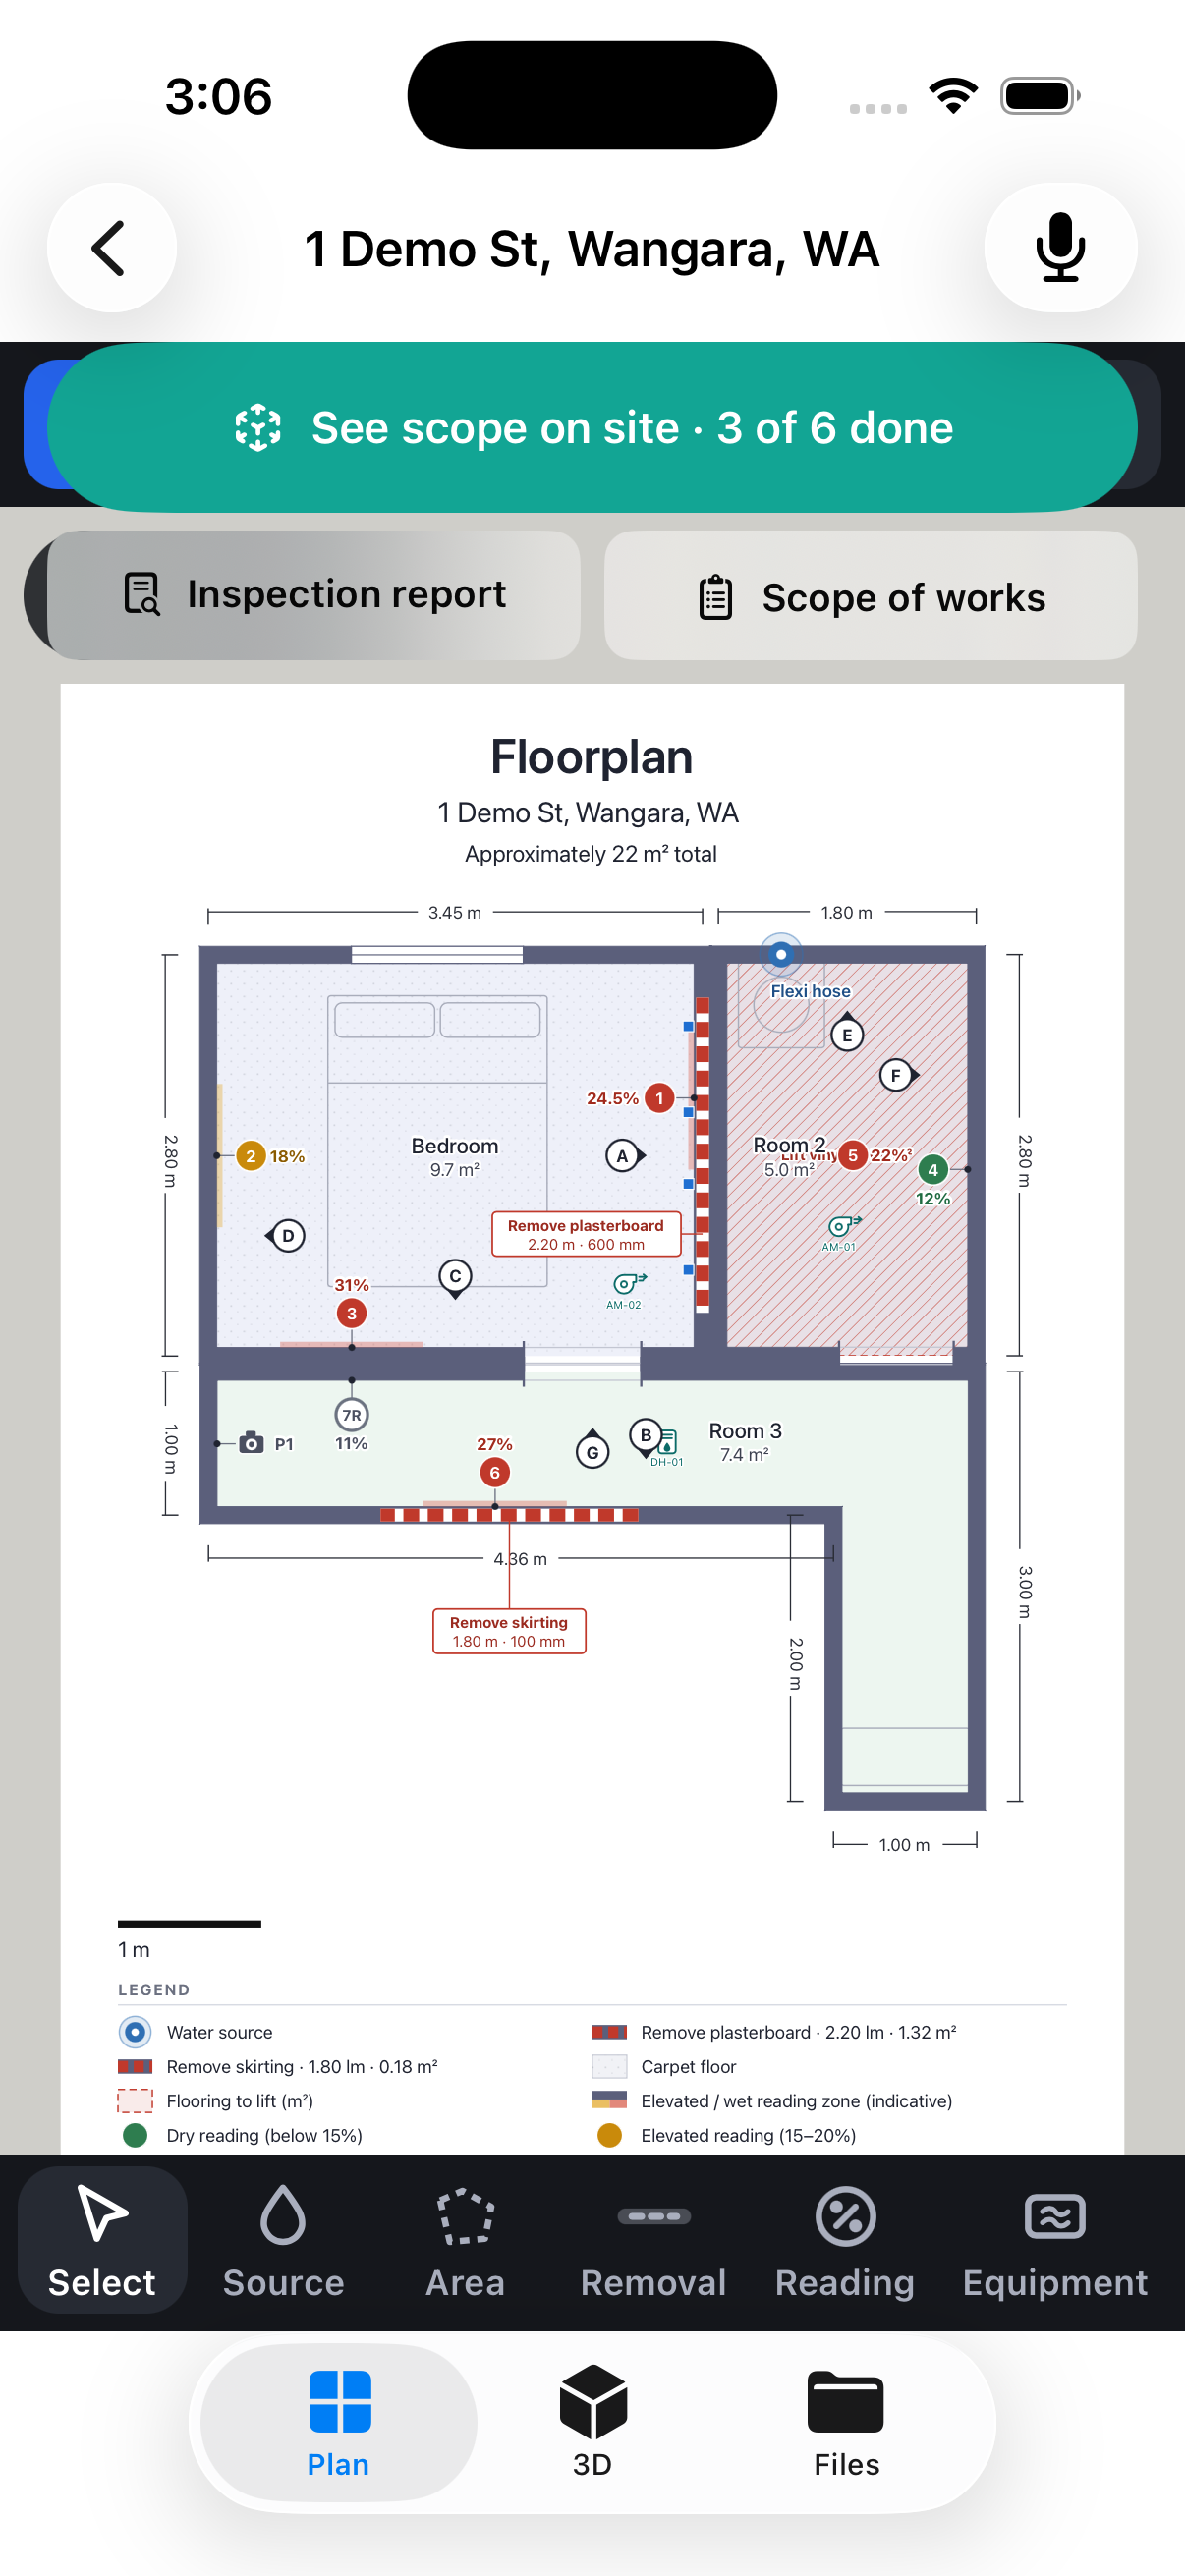 3:06
1 Demo St, Wangara, WA
See scope on site · 3 of 6 done
Inspection report
Scope of works
Floorplan
1 Demo St, Wangara, WA
Approximately 22 m² total
3.45 m
1.80 m
Flexi hose
E
F
24.5% 1
2.80 m
2 18%
Bedroom
9.7 m²
A
Room 2
5.0 m²
Lift
5 22%
4
12%
2.80 m
D
Remove plasterboard
2.20 m · 600 mm
AM-01
C
31%
3
AM-02
1.00 m
P1
7R
11%
27%
6
G
B
DH-01
Room 3
7.4 m²
4.36 m
3.00 m
Remove skirting
1.80 m · 100 mm
2.00 m
1.00 m
1 m
LEGEND
Water source
Remove plasterboard · 2.20 lm · 1.32 m²
Remove skirting · 1.80 lm · 0.18 m²
Carpet floor
Flooring to lift (m²)
Elevated / wet reading zone (indicative)
Dry reading (below 15%)
Elevated reading (15–20%)
Select
Source
Area
Removal
Reading
Equipment
Plan
3D
Files